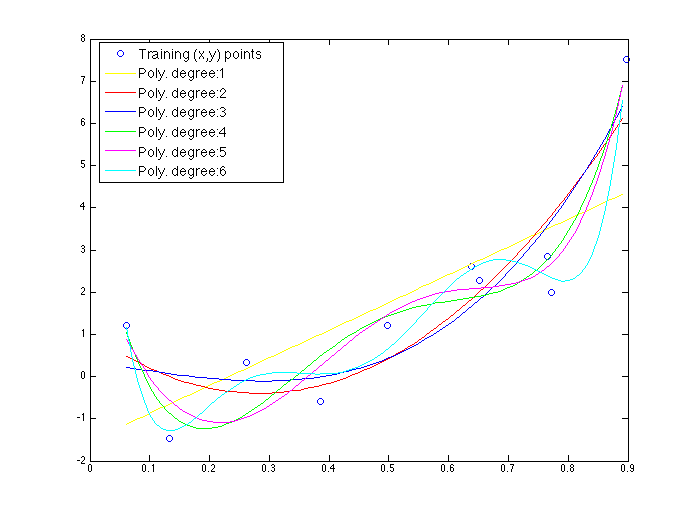 8
7
6
5
4
3
2
1
0
-1
-2
Training (x,y) points
Poly. degree:1
Poly. degree:2
Poly. degree:3
Poly. degree:4
Poly. degree:5
Poly. degree:6
0 0.1 0.2 0.3 0.4 0.5 0.6 0.7 0.8 0.9